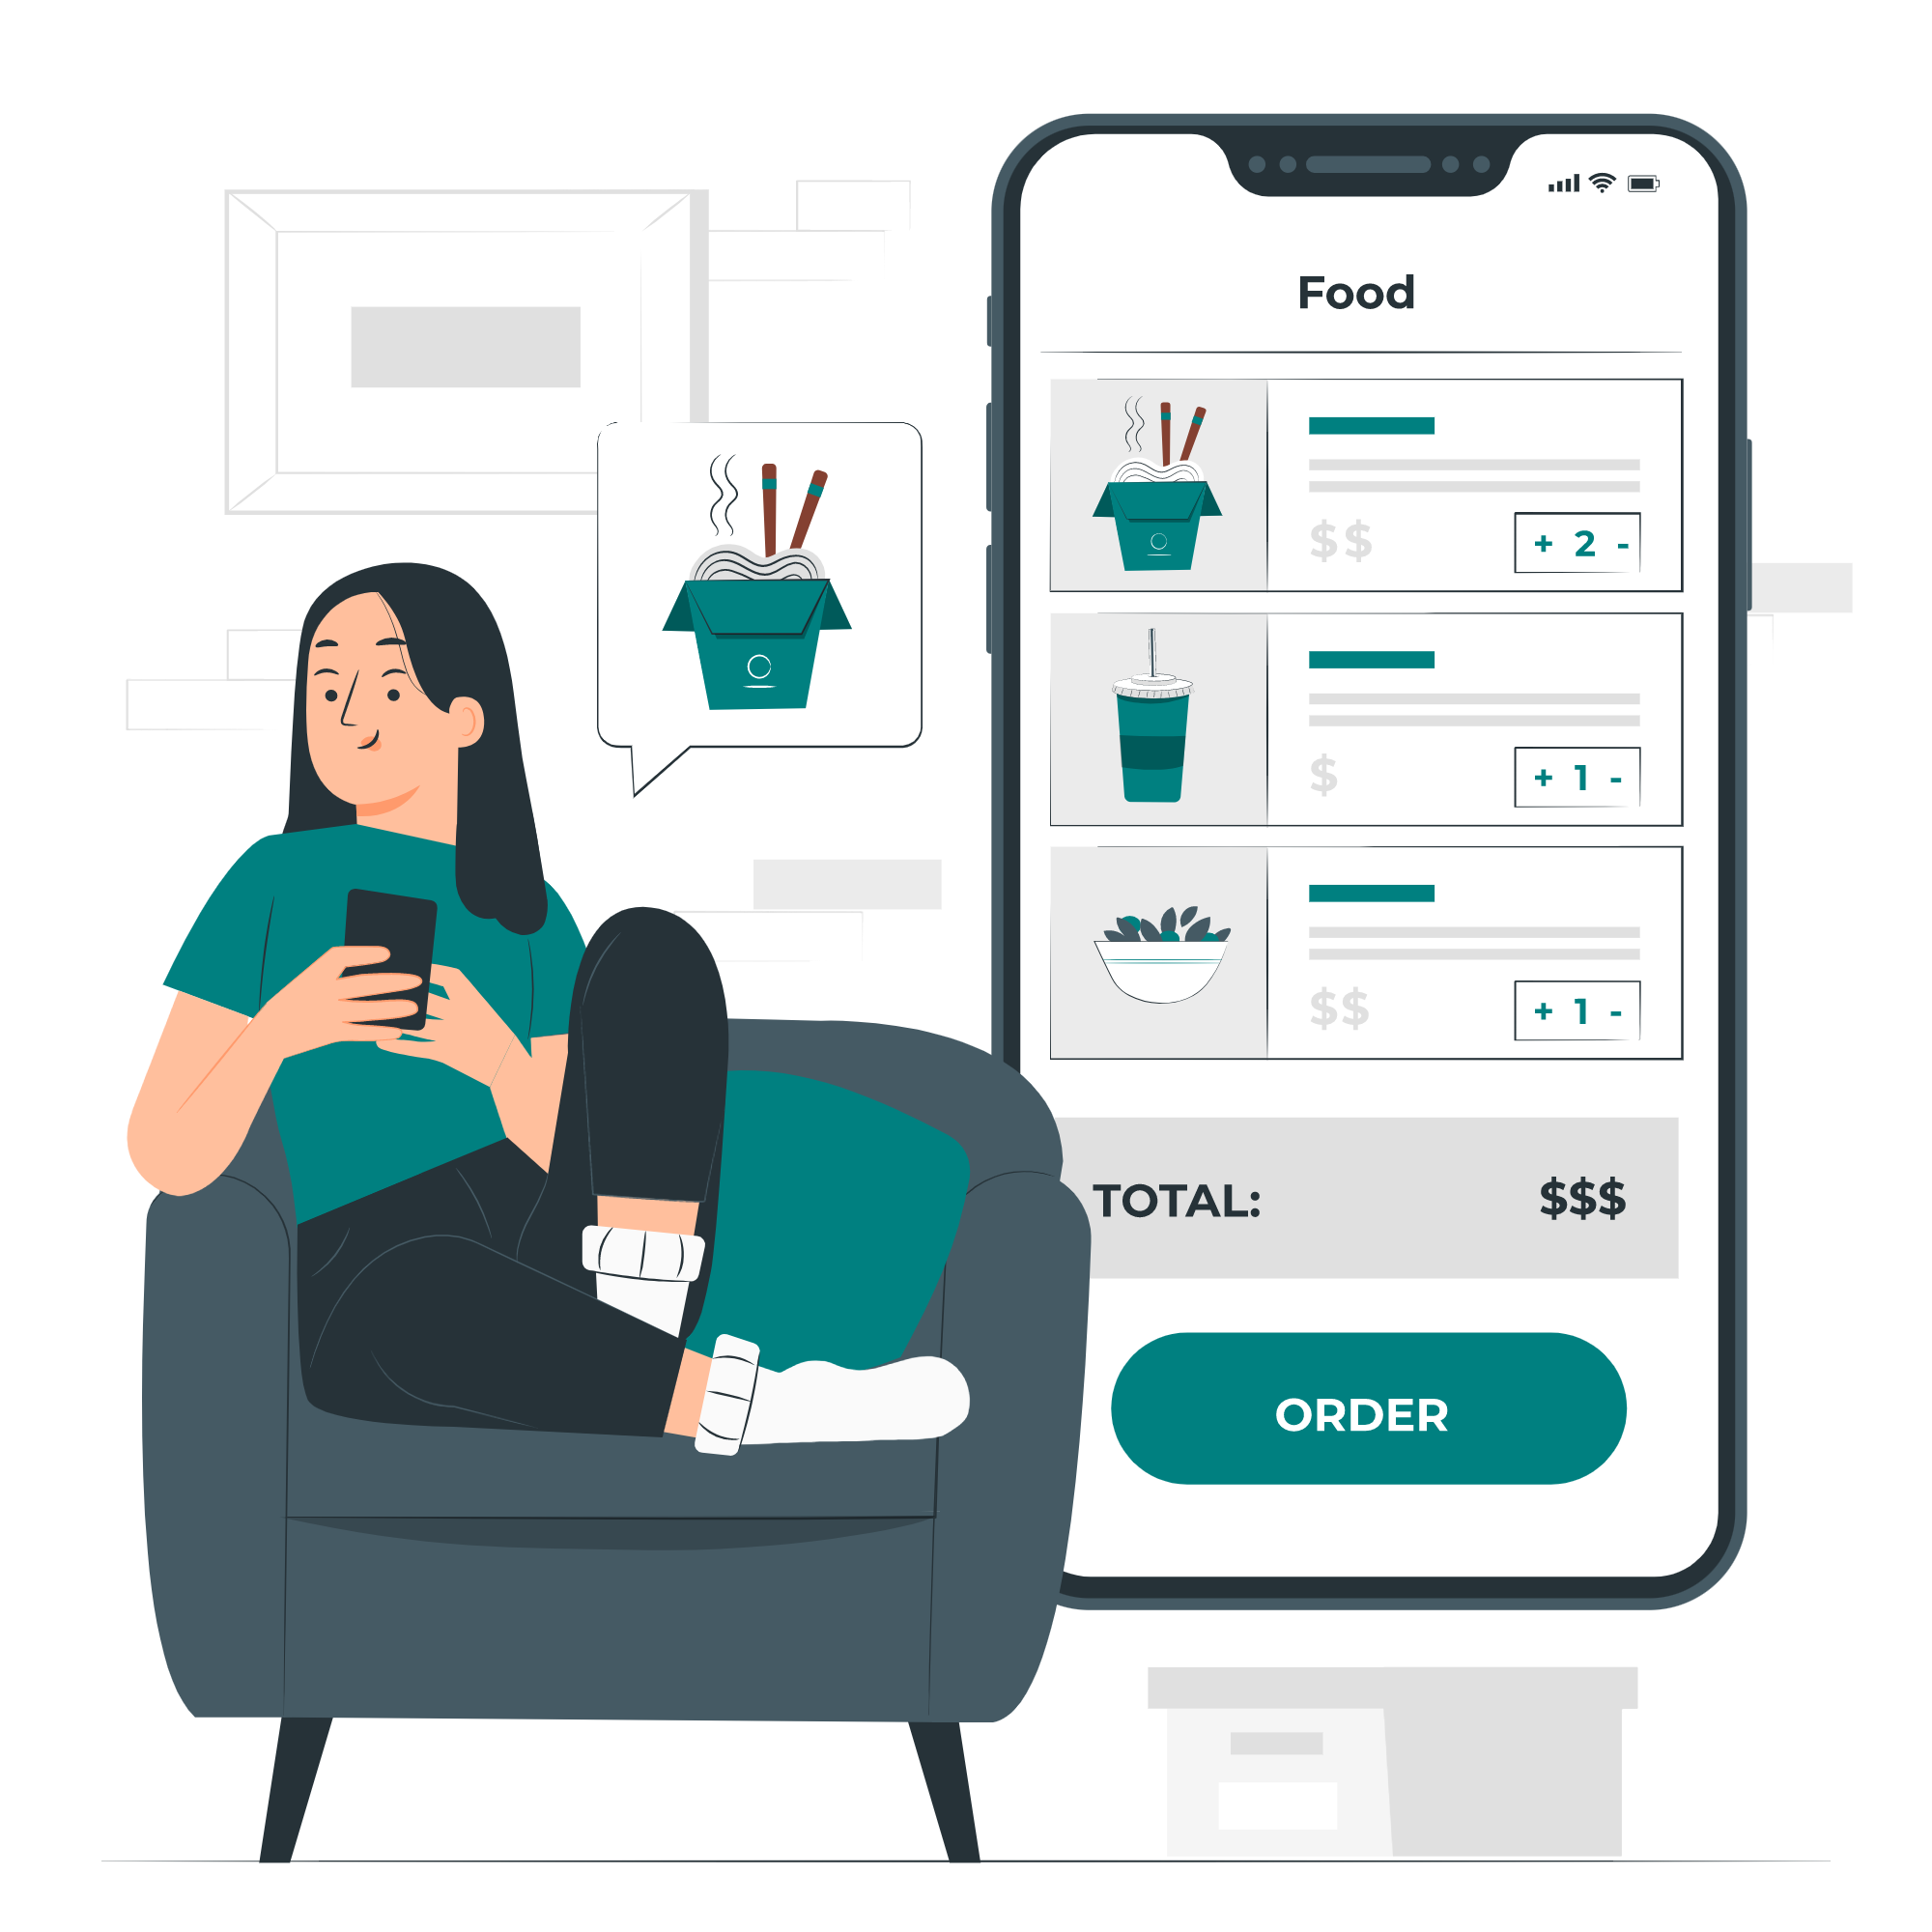 Food
$$
+ 2 -
$
+ 1 -
$$
+ 1 -
TOTAL: $$$
ORDER